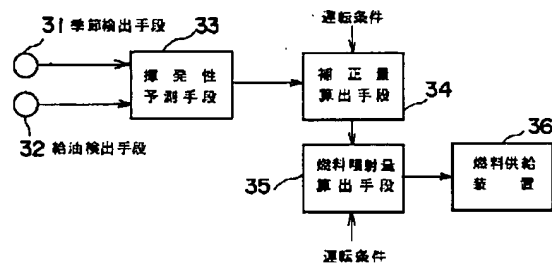 31 季節検出手段
33
揮発性
予測手段
32 給油検出手段
運転条件
補正量
算出手段
34
35
燃料噴射量
算出手段
36
燃料供給
装置
運転条件